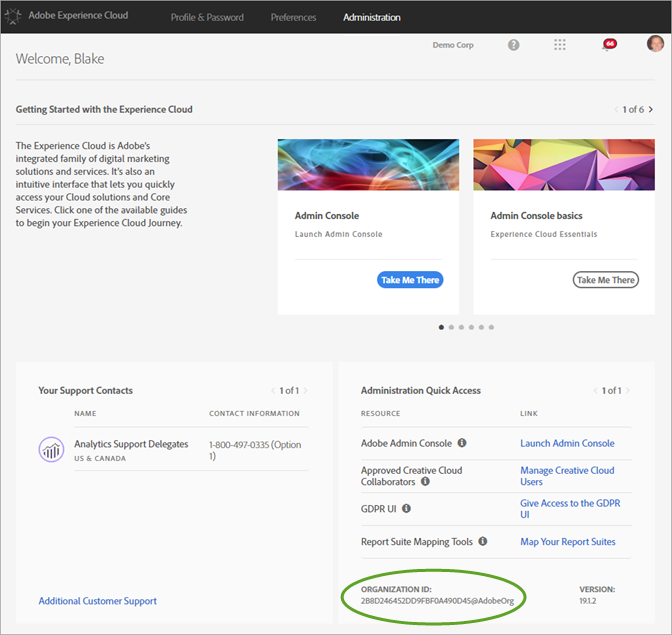 Adobe Experience Cloud
Profile & Password
Preferences
Administration
Demo Corp
?
66
Welcome, Blake
Getting Started with the Experience Cloud
1 of 6
The Experience Cloud is Adobe's
integrated family of digital marketing
solutions and services. It's also an
intuitive interface that lets you quickly
access your Cloud solutions and Core
Services. Click one of the available guides
to begin your Experience Cloud Journey.
Admin Console
Launch Admin Console
Take Me There
Admin Console basics
Experience Cloud Essentials
Take Me There
Your Support Contacts
1 of 1
NAME
CONTACT INFORMATION
Analytics Support Delegates
US & CANADA
1-800-497-0335 (Option
1)
Additional Customer Support
Administration Quick Access
1 of 1
RESOURCE
LINK
Adobe Admin Console
Launch Admin Console
Approved Creative Cloud
Collaborators
Manage Creative Cloud
Users
GDPR UI
Give Access to the GDPR
UI
Report Suite Mapping Tools
Map Your Report Suites
ORGANIZATION ID:
2B8D246452DD9FBF0A490D45@AdobeOrg
VERSION:
19.1.2